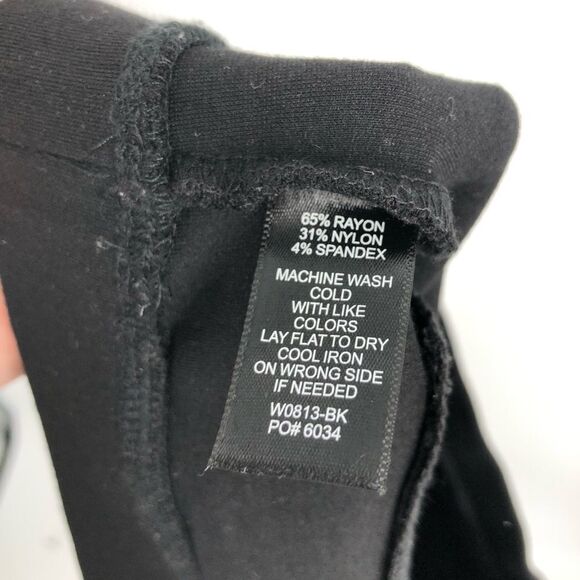 65% RAYON
31% NYLON
4% SPANDEX
MACHINE WASH
COLD
WITH LIKE
COLORS
LAY FLAT TO DRY
COOL IRON
ON WRONG SIDE
IF NEEDED
W0813-BK
PO# 6034